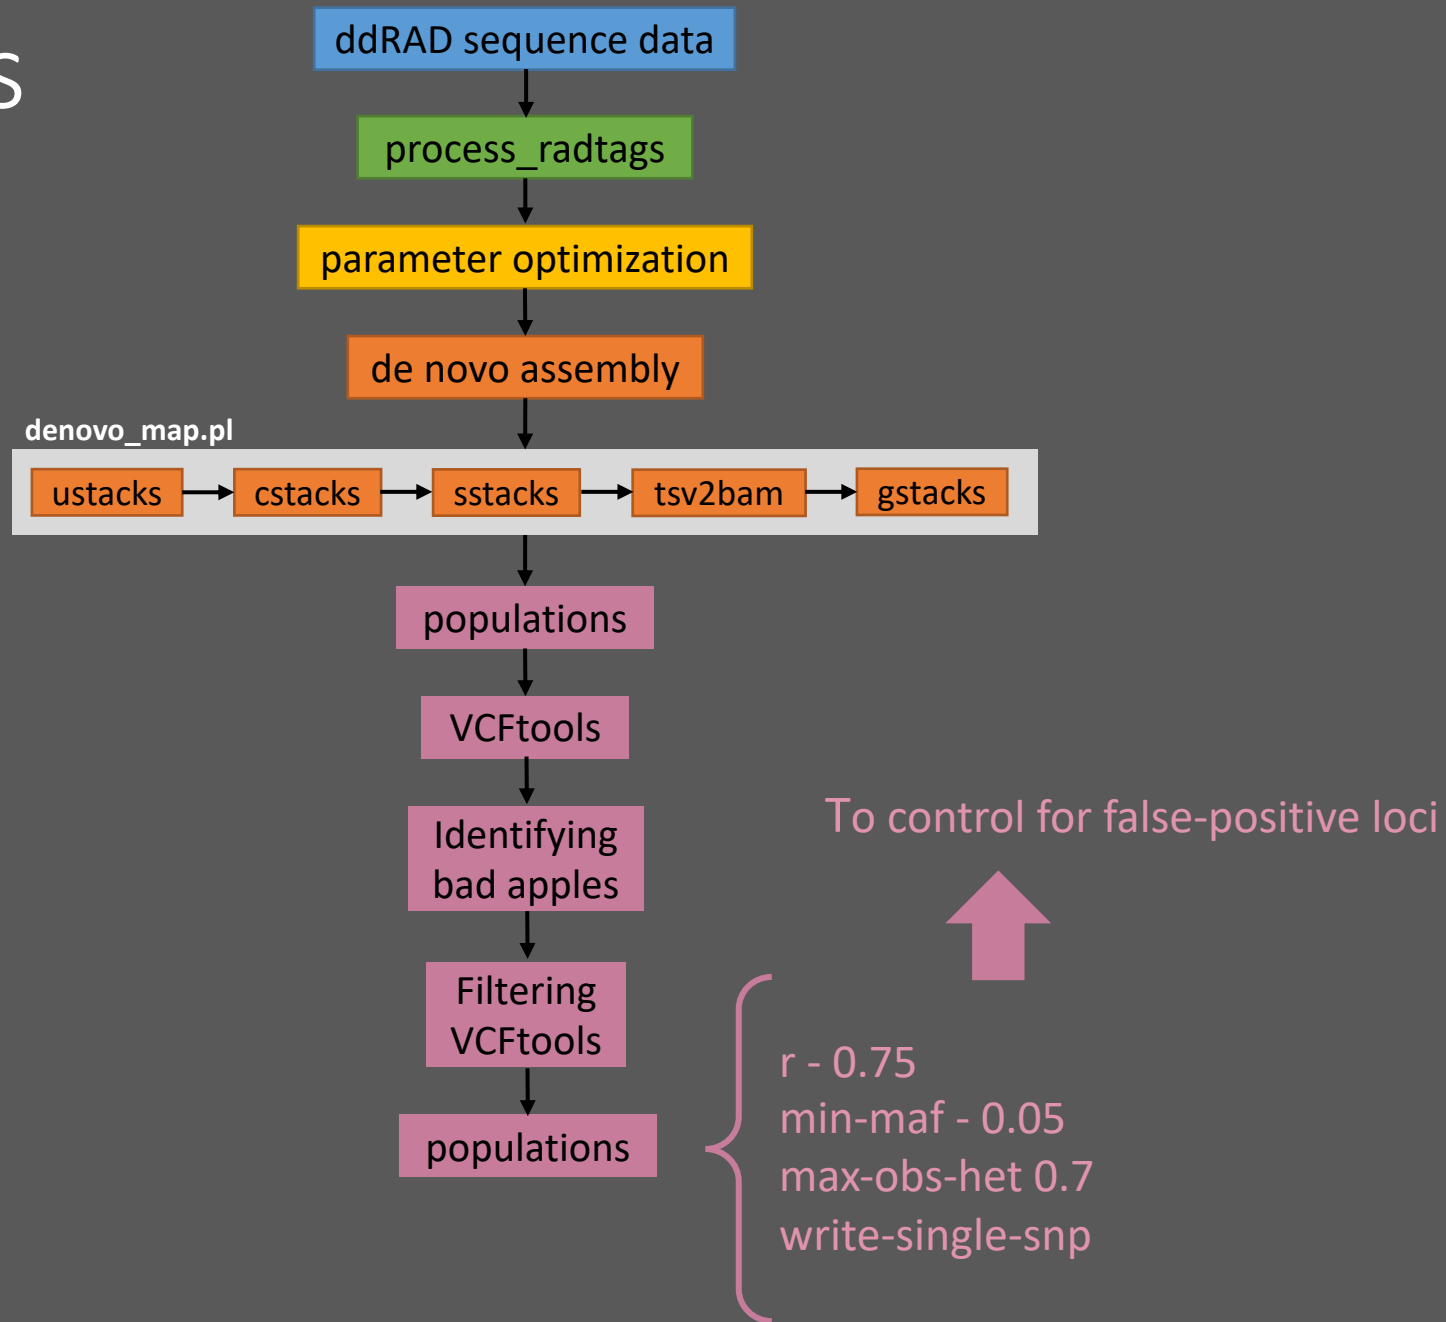 s
ddRAD sequence data
process_radtags
parameter optimization
de novo assembly
denovo_map.pl
ustacks cstacks sstacks tsv2bam gstacks
populations
VCFtools
Identifying
bad apples
To control for false-positive loci
Filtering
VCFtools
populations
r - 0.75
min-maf - 0.05
max-obs-het 0.7
write-single-snp